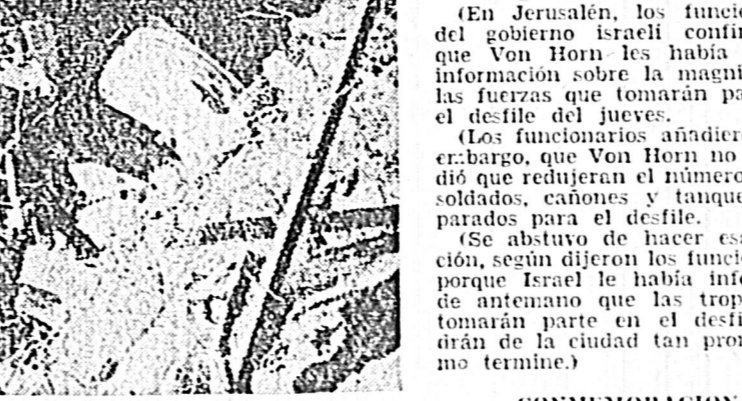 (En Jerusalén, los funcio
del gobierno israelí confir
que Von Horn les había
información sobre la magni
las fuerzas que tomarán pa
el desfile del jueves.
(Los funcionarios añadier
embargo, que Von Horn no
dió que redujeran el número
soldados, cañones y tanque
parados para el desfile.
(Se abstuvo de hacer es
ción, según dijeron los funcio
porque Israel le había info
de antemano que las trop
tomarán parte en el desfi
drán de la ciudad tan pron
mo termine.)
CONMEMORACION